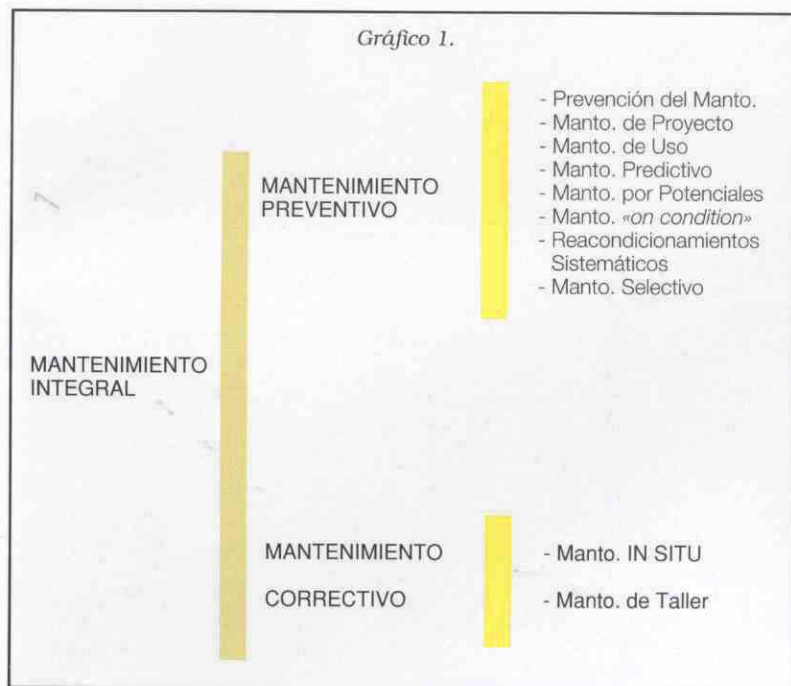 Gráfico 1.
- Prevención del Manto.
- Manto. de Proyecto
- Manto. de Uso
- Manto. Predictivo
- Manto. por Potenciales
- Manto. «on condition»
- Reacondicionamientos
Sistemáticos
- Manto. Selectivo
MANTENIMIENTO
PREVENTIVO
MANTENIMIENTO
INTEGRAL
MANTENIMIENTO
CORRECTIVO
- Manto. IN SITU
- Manto. de Taller